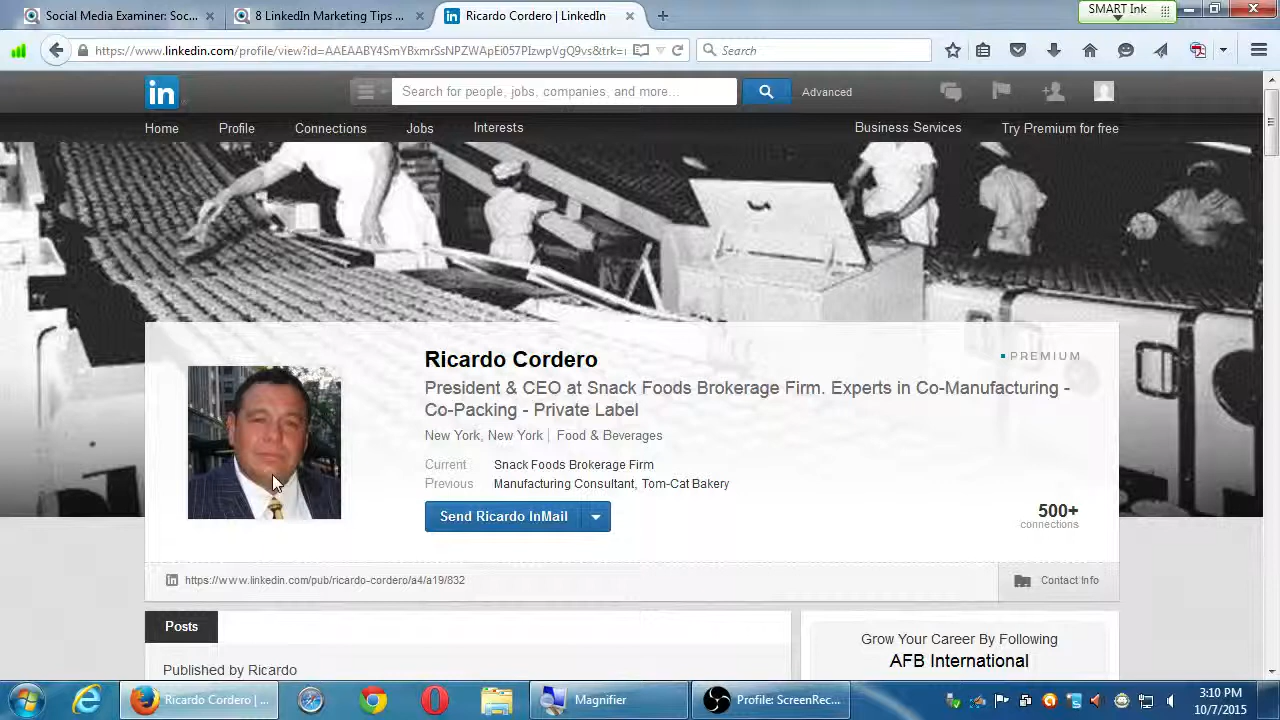 Social Media Examiner: Soc...
8 LinkedIn Marketing Tips ...
Ricardo Cordero | LinkedIn
SMART Ink
Search
in
Search for people, jobs, companies, and more...
Advanced
Home
Profile
Connections
Jobs
Interests
Business Services
Try Premium for free
Ricardo Cordero
PREMIUM
President & CEO at Snack Foods Brokerage Firm. Experts in Co-Manufacturing -
Co-Packing - Private Label
New York, New York | Food & Beverages
Current Snack Foods Brokerage Firm
Previous Manufacturing Consultant, Tom-Cat Bakery
Send Ricardo InMail
500+
connections
https://www.linkedin.com/pub/ricardo-cordero/a4/a19/832
Contact Info
Posts
Published by Ricardo
Grow Your Career By Following
AFB International
Ricardo Cordero | ...
Magnifier
Profile: ScreenRec...
3:10 PM
10/7/2015